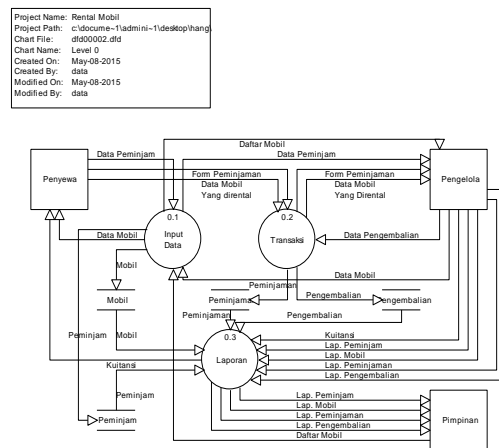 Project Name: Rental Mobil
Project Path: c:\docume~1\admini~1\desktop\hang\
Chart File: dfd00002.dfd
Chart Name: Level 0
Created On: May-08-2015
Created By: data
Modified On: May-08-2015
Modified By: data
Daftar Mobil
Data Peminjam
Data Peminjam
Penyewa
Form Peminjaman
Data Mobil
Yang dirental
Form Peminjaman
Data Mobil
Yang Dirental
Pengelola
0.1
Input
Data
0.2
Transaksi
Data Mobil
Data Pengembalian
Mobil
Data Mobil
Peminjaman
Pengembalian
Mobil
Peminjama
Pengembalian
Peminjaman
Pengembalian
Peminjam
Mobil
0.3
Laporan
Kuitansi
Lap. Peminjam
Lap. Mobil
Lap. Peminjaman
Lap. Pengembalian
Kuitansi
Peminjam
Peminjam
Lap. Peminjam
Lap. Mobil
Lap. Peminjaman
Lap. Pengembalian
Daftar Mobil
Pimpinan